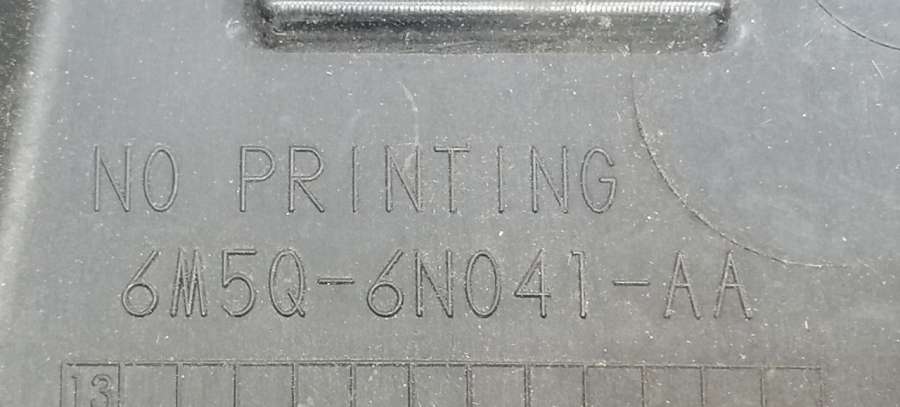 NO PRINTING
6M5Q-6N041-AA
13